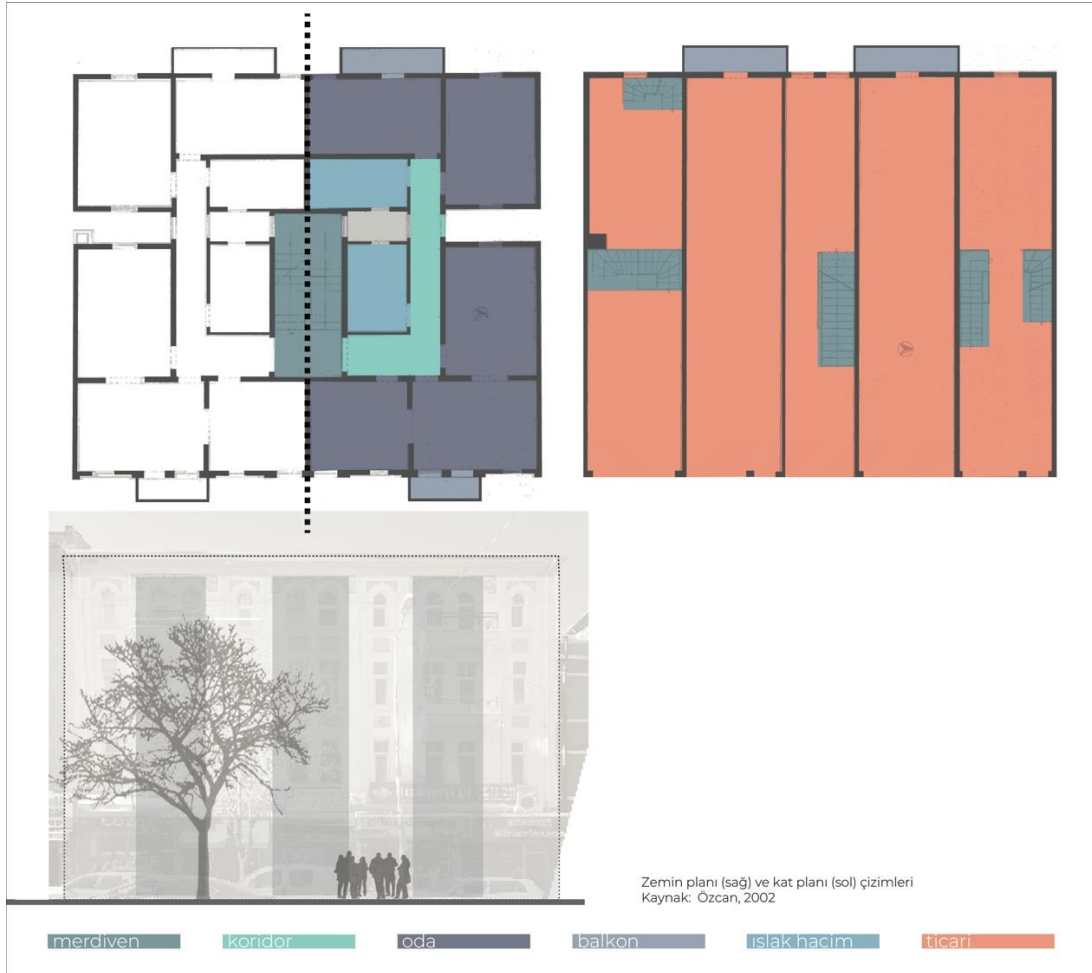 Zemin planı (sağ) ve kat planı (sol) çizimleri
Kaynak: Özcan, 2002
merdiven
koridor
oda
balkon
ıslak hacim
ticari